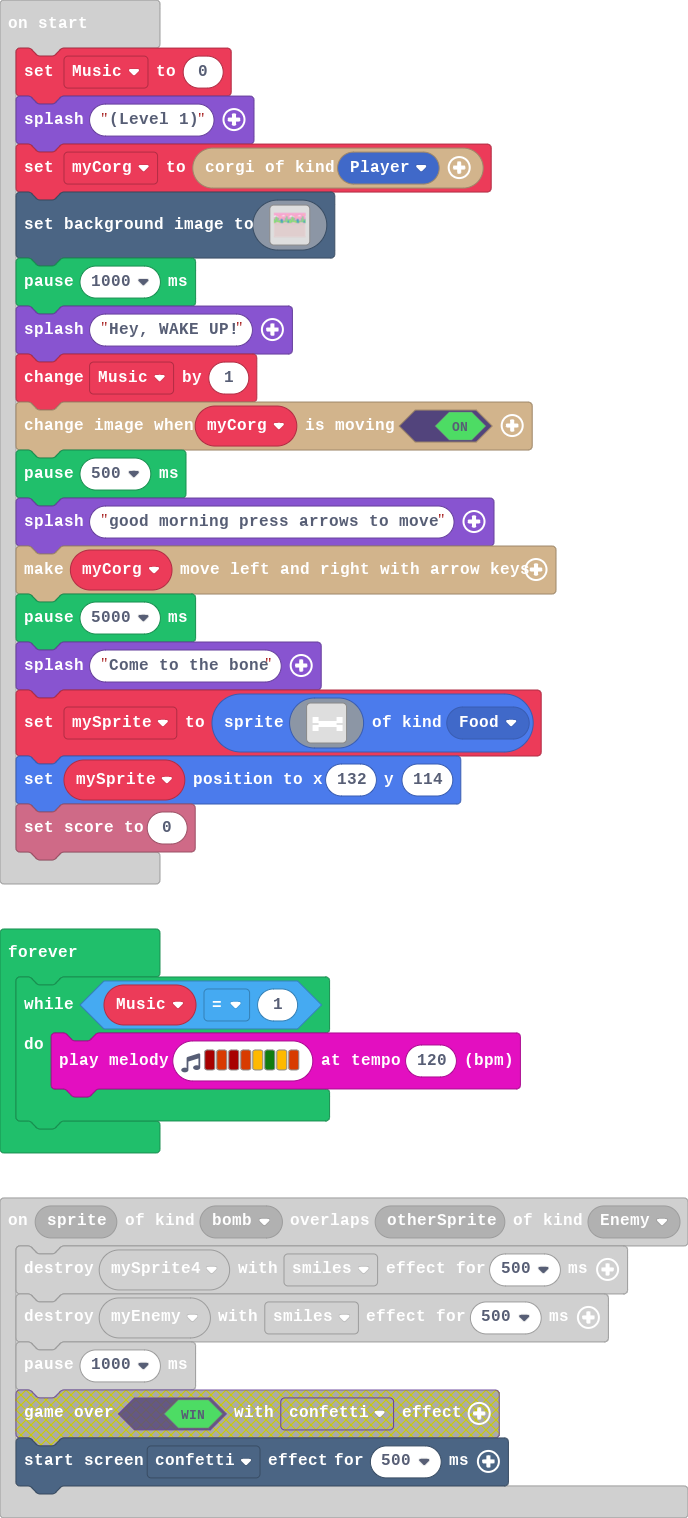 on start
set Music to 0
splash "(Level 1)"
set myCorg to corgi of kind Player
set background image to
pause 1000 ms
splash "Hey, WAKE UP!"
change Music by 1
change image when myCorg is moving ON
pause 500 ms
splash "good morning press arrows to move"
make myCorg move left and right with arrow keys
pause 5000 ms
splash "Come to the bone"
set mySprite to sprite of kind Food
set mySprite position to x 132 y 114
set score to 0
forever
while Music = 1
do play melody at tempo 120 (bpm)
on sprite of kind bomb overlaps otherSprite of kind Enemy
destroy mySprite4 with smiles effect for 500 ms
destroy myEnemy with smiles effect for 500 ms
pause 1000 ms
game over WIN with confetti effect
start screen confetti effect for 500 ms